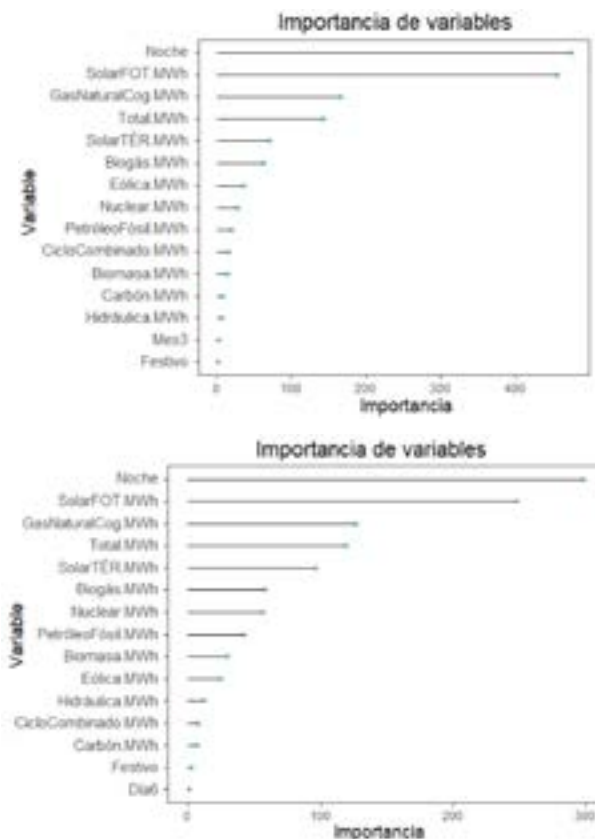 Importancia de variables
Variable
Noche
SolarFOT.MWh
GasNaturalCog.MWh
Total.MWh
SolarTÉR.MWh
Biogás.MWh
Eólica.MWh
Nuclear.MWh
PetróleoFósil.MWh
CicloCombinado.MWh
Biomasa.MWh
Carbón.MWh
Hidráulica.MWh
Mes3
Festivo
0 100 200 300 400
Importancia
Importancia de variables
Variable
Noche
SolarFOT.MWh
GasNaturalCog.MWh
Total.MWh
SolarTÉR.MWh
Biogás.MWh
Nuclear.MWh
PetróleoFósil.MWh
Biomasa.MWh
Eólica.MWh
Hidráulica.MWh
CicloCombinado.MWh
Carbón.MWh
Festivo
Día6
0 100 200 300
Importancia